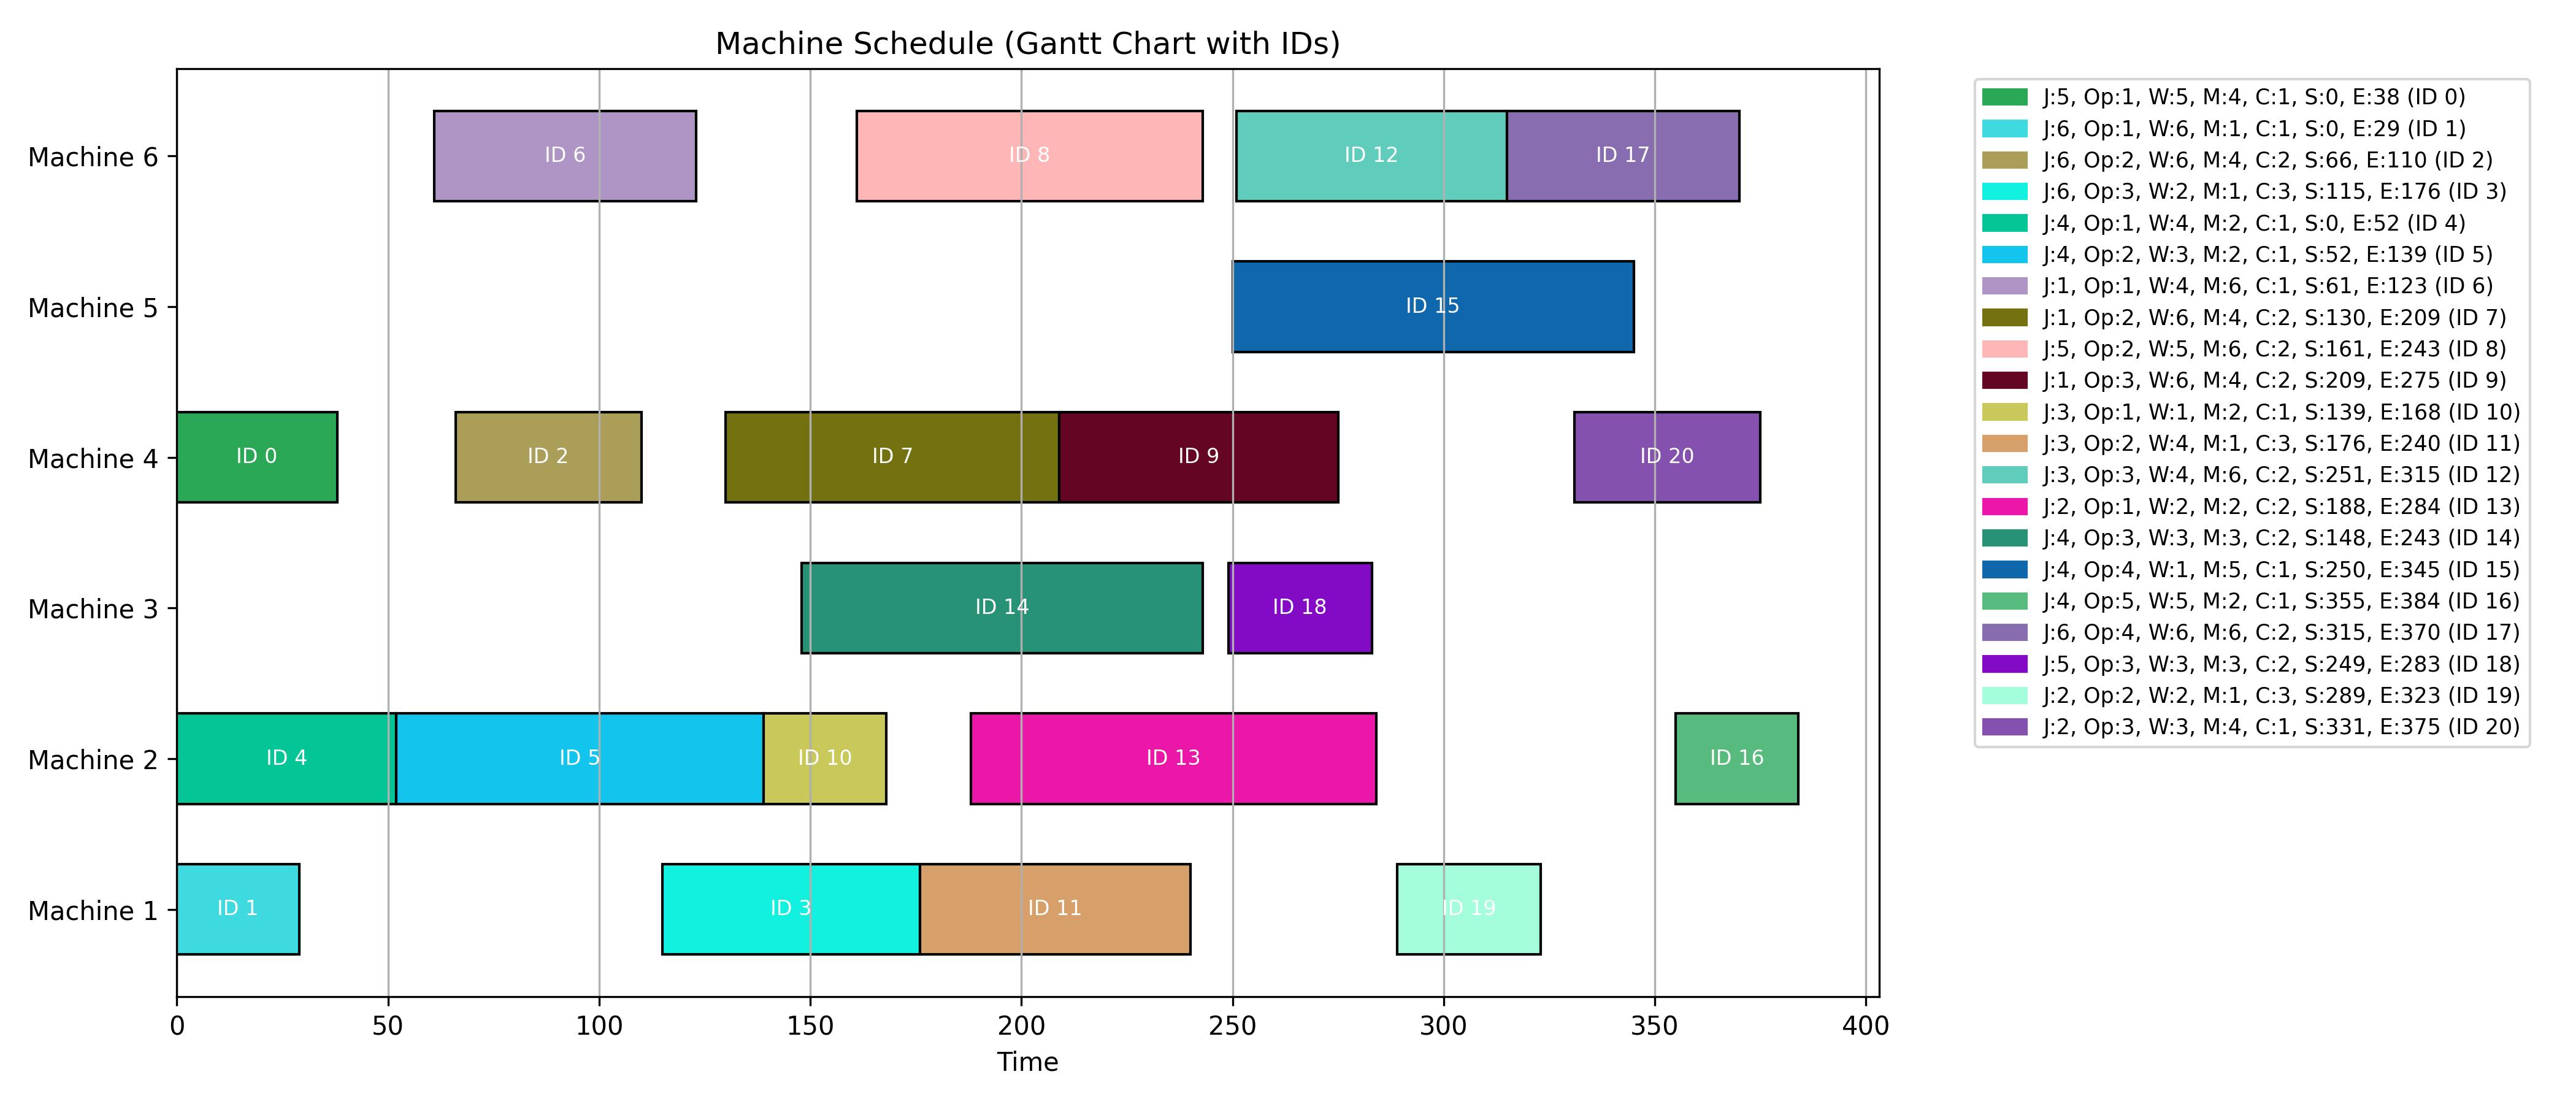 Machine Schedule (Gantt Chart with IDs)
Machine 6
ID 6
ID 8
ID 12
ID 17
Machine 5
ID 15
Machine 4
ID 0
ID 2
ID 7
ID 9
ID 20
Machine 3
ID 14
ID 18
Machine 2
ID 4
ID 5
ID 10
ID 13
ID 16
Machine 1
ID 1
ID 3
ID 11
ID 19
0 50 100 150 200 250 300 350 400
Time
J:5, Op:1, W:5, M:4, C:1, S:0, E:38 (ID 0)
J:6, Op:1, W:6, M:1, C:1, S:0, E:29 (ID 1)
J:6, Op:2, W:6, M:4, C:2, S:66, E:110 (ID 2)
J:6, Op:3, W:2, M:1, C:3, S:115, E:176 (ID 3)
J:4, Op:1, W:4, M:2, C:1, S:0, E:52 (ID 4)
J:4, Op:2, W:3, M:2, C:1, S:52, E:139 (ID 5)
J:1, Op:1, W:4, M:6, C:1, S:61, E:123 (ID 6)
J:1, Op:2, W:6, M:4, C:2, S:130, E:209 (ID 7)
J:5, Op:2, W:5, M:6, C:2, S:161, E:243 (ID 8)
J:1, Op:3, W:6, M:4, C:2, S:209, E:275 (ID 9)
J:3, Op:1, W:1, M:2, C:1, S:139, E:168 (ID 10)
J:3, Op:2, W:4, M:1, C:3, S:176, E:240 (ID 11)
J:3, Op:3, W:4, M:6, C:2, S:251, E:315 (ID 12)
J:2, Op:1, W:2, M:2, C:2, S:188, E:284 (ID 13)
J:4, Op:3, W:3, M:3, C:2, S:148, E:243 (ID 14)
J:4, Op:4, W:1, M:5, C:1, S:250, E:345 (ID 15)
J:4, Op:5, W:5, M:2, C:1, S:355, E:384 (ID 16)
J:6, Op:4, W:6, M:6, C:2, S:315, E:370 (ID 17)
J:5, Op:3, W:3, M:3, C:2, S:249, E:283 (ID 18)
J:2, Op:2, W:2, M:1, C:3, S:289, E:323 (ID 19)
J:2, Op:3, W:3, M:4, C:1, S:331, E:375 (ID 20)